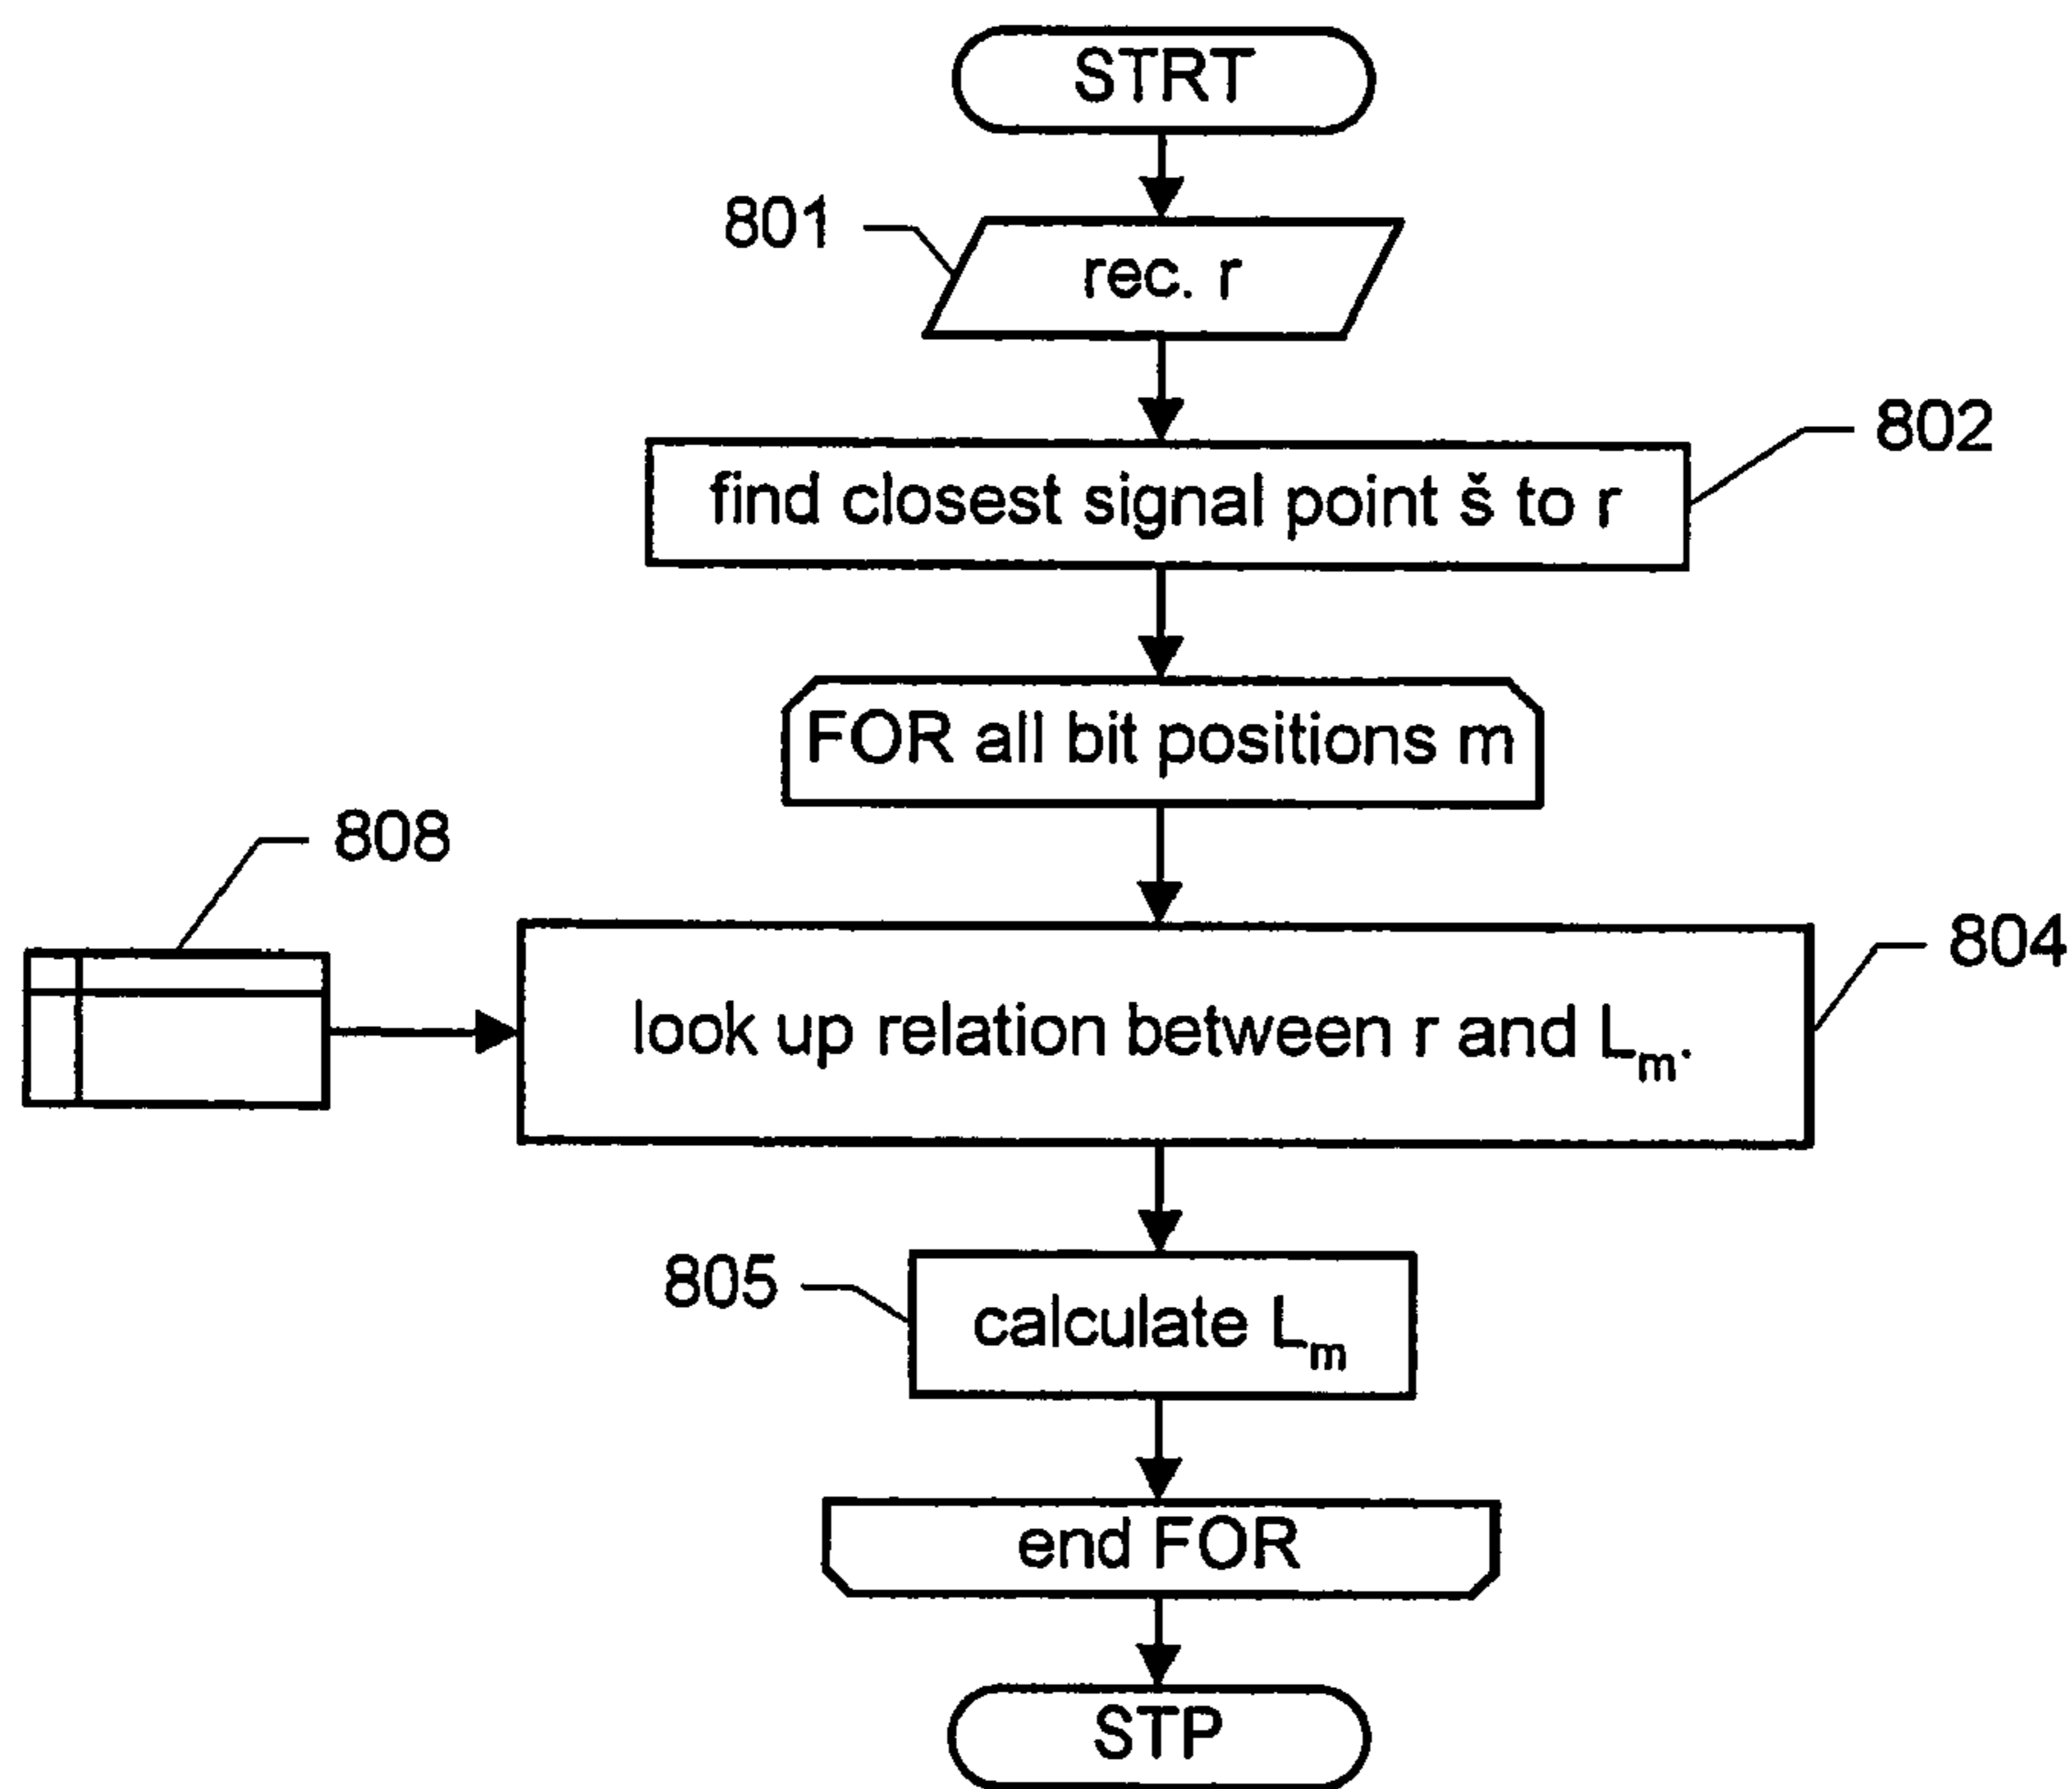 STRT
801
rec. r
802
find closest signal point š to r
FOR all bit positions m
808
804
look up relation between r and Lₘ.
805
calculate Lₘ
end FOR
STP